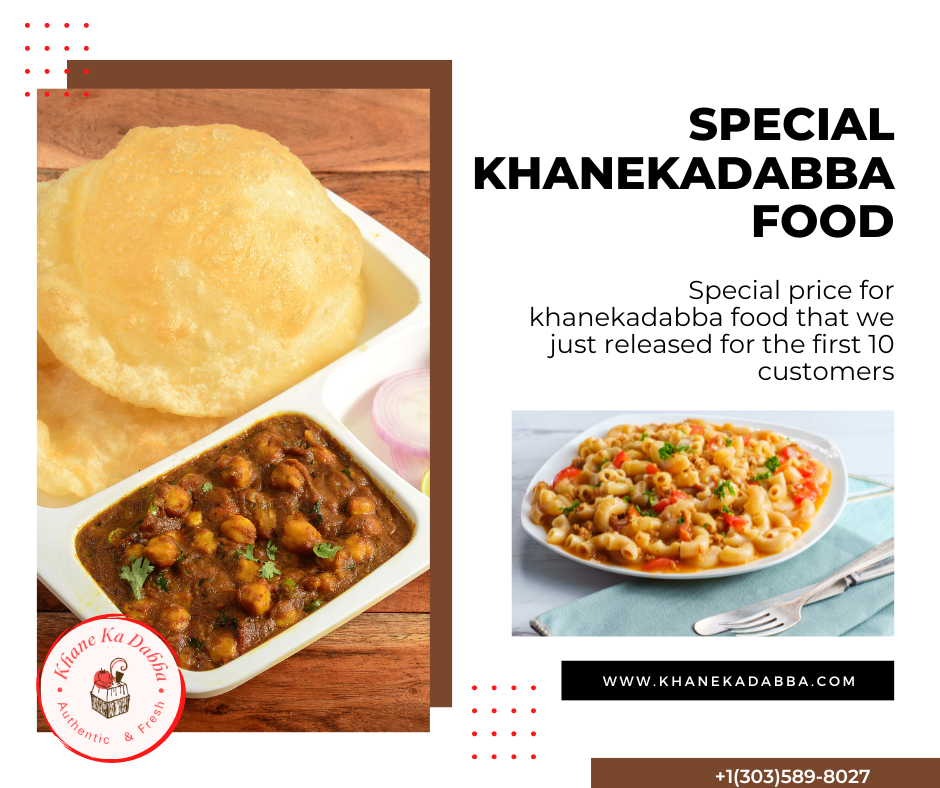 SPECIAL
KHANEKADABBA
FOOD
Special price for
khanekadabba food that we
just released for the first 10
customers
WWW.KHANEKADABBA.COM
+1(303)589-8027
Khane Ka Dabba
Authentic & Fresh